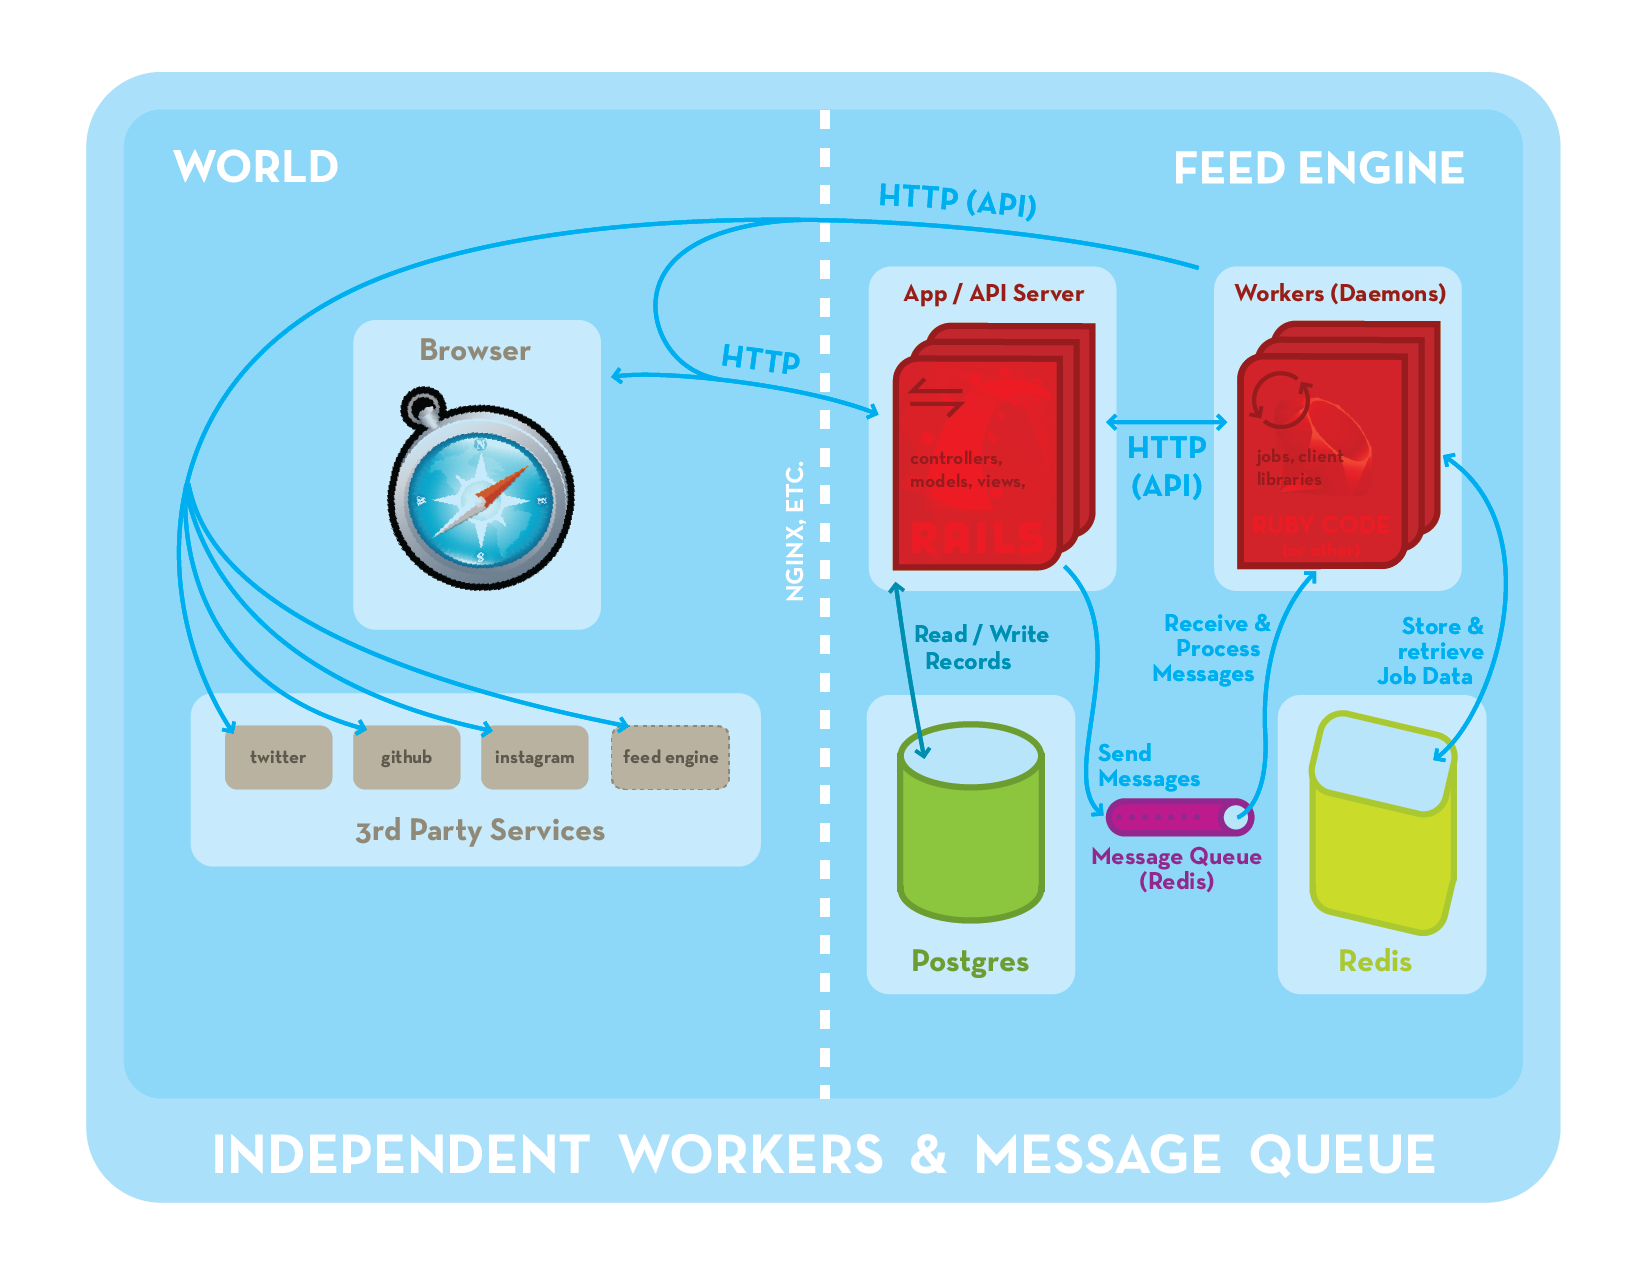 WORLD
FEED ENGINE
HTTP (API)
App / API Server
Workers (Daemons)
Browser
HTTP
N
S
controllers,
models, views,
RAILS
HTTP
(API)
jobs, client
libraries
RUBY CODE
(or other)
NGINX, ETC.
Read / Write
Records
Receive &
Process
Messages
Store &
retrieve
Job Data
twitter
github
instagram
feed engine
3rd Party Services
Send
Messages
Message Queue
(Redis)
Postgres
Redis
INDEPENDENT WORKERS & MESSAGE QUEUE